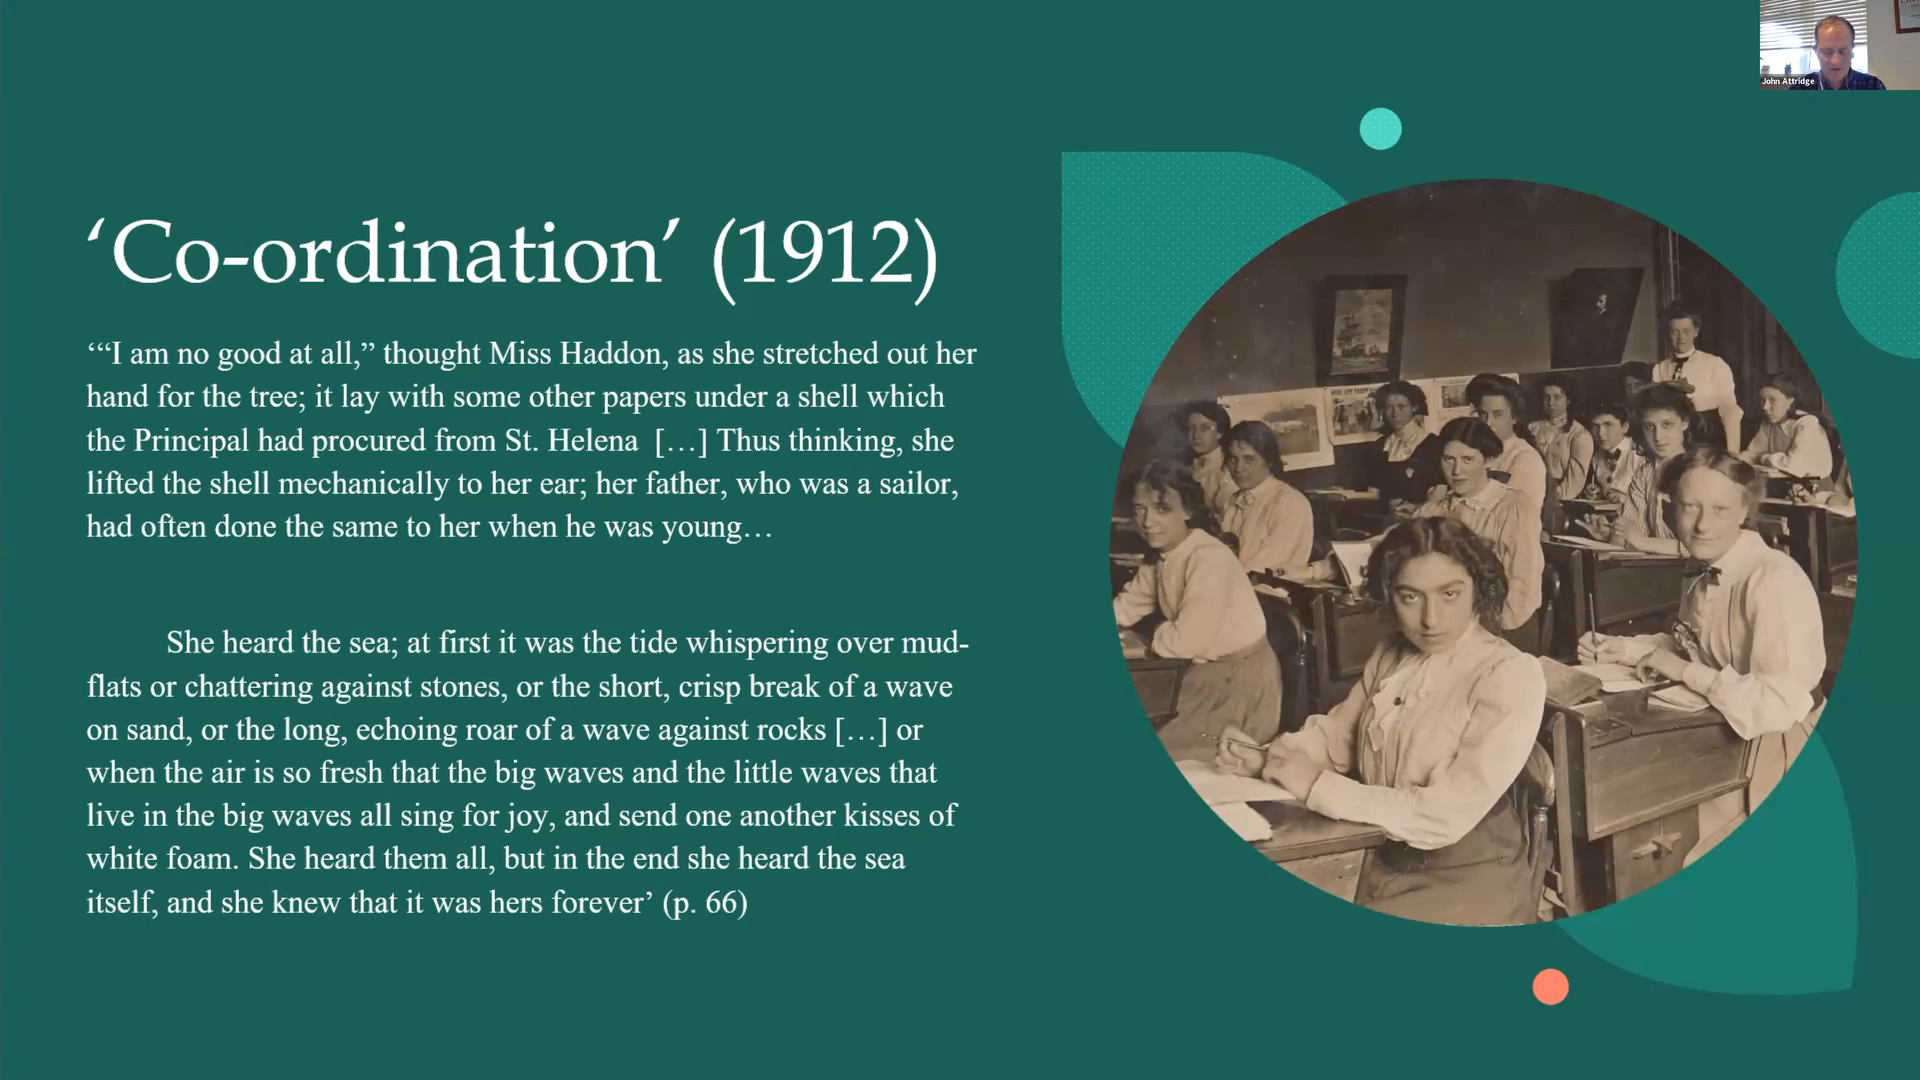 John Attridge
‘Co-ordination’ (1912)
‘“I am no good at all,” thought Miss Haddon, as she stretched out her
hand for the tree; it lay with some other papers under a shell which
the Principal had procured from St. Helena  […] Thus thinking, she
lifted the shell mechanically to her ear; her father, who was a sailor,
had often done the same to her when he was young…
She heard the sea; at first it was the tide whispering over mud-
flats or chattering against stones, or the short, crisp break of a wave
on sand, or the long, echoing roar of a wave against rocks […] or
when the air is so fresh that the big waves and the little waves that
live in the big waves all sing for joy, and send one another kisses of
white foam. She heard them all, but in the end she heard the sea
itself, and she knew that it was hers forever’ (p. 66)